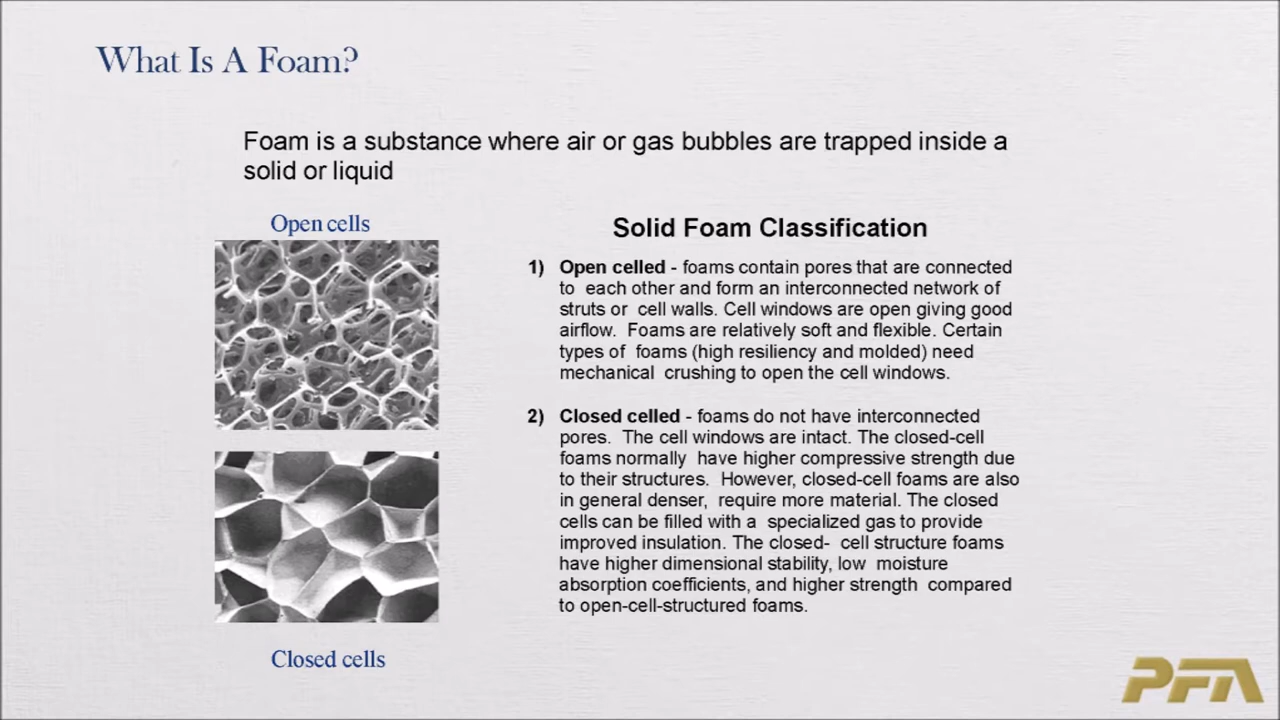 What Is A Foam?
Foam is a substance where air or gas bubbles are trapped inside a
solid or liquid
Open cells
Solid Foam Classification
1) Open celled - foams contain pores that are connected
to each other and form an interconnected network of
struts or cell walls. Cell windows are open giving good
airflow. Foams are relatively soft and flexible. Certain
types of foams (high resiliency and molded) need
mechanical crushing to open the cell windows.
2) Closed celled - foams do not have interconnected
pores. The cell windows are intact. The closed-cell
foams normally have higher compressive strength due
to their structures. However, closed-cell foams are also
in general denser, require more material. The closed
cells can be filled with a specialized gas to provide
improved insulation. The closed- cell structure foams
have higher dimensional stability, low moisture
absorption coefficients, and higher strength compared
to open-cell-structured foams.
Closed cells
PFA